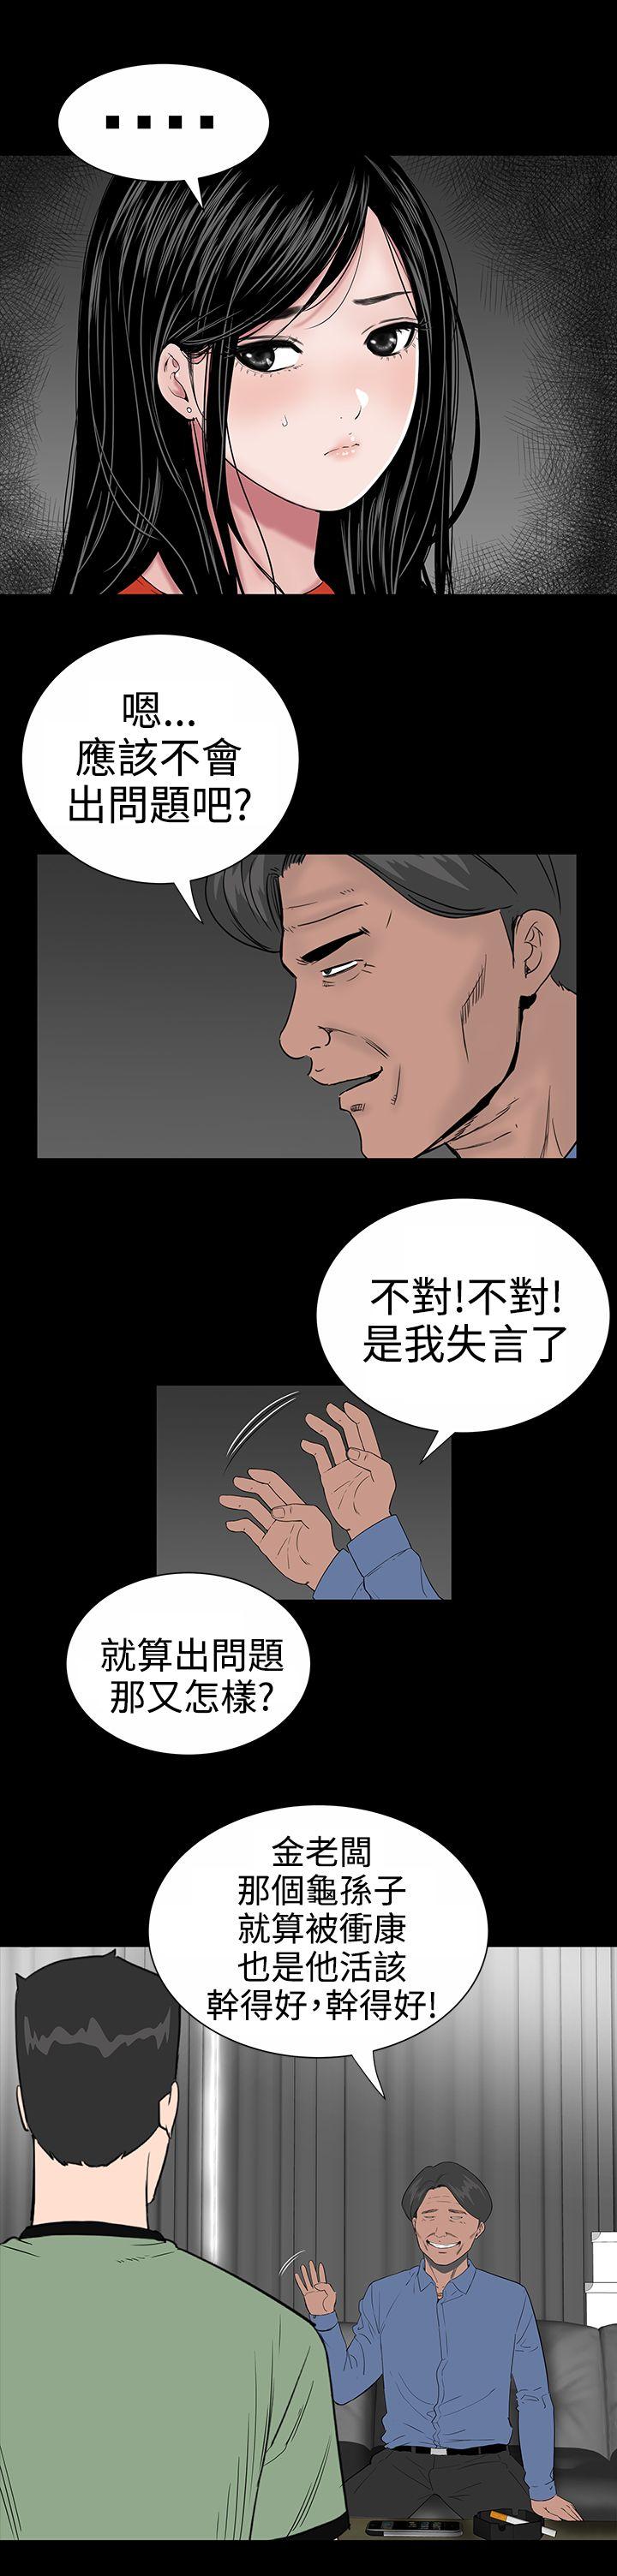 ....
嗯...
應該不會
出問題吧?
不對!不對!
是我失言了
就算出問題
那又怎樣?
金老闆
那個龜孫子
就算被衝康
也是他活該
幹得好,幹得好!